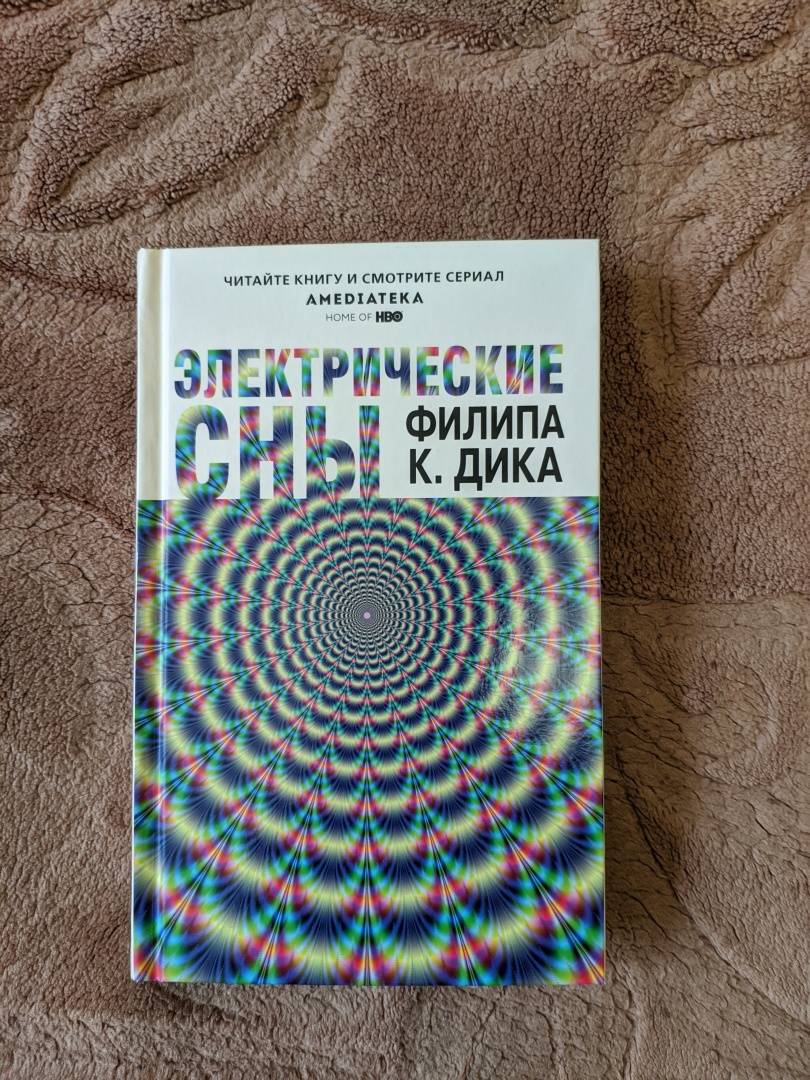 ЧИТАЙТЕ КНИГУ И СМОТРИТЕ СЕРИАЛ
AMEDIATEKA
HOME OF HBO
ЭЛЕКТРИЧЕСКИЕ
СНЫ
ФИЛИПА
К. ДИКА